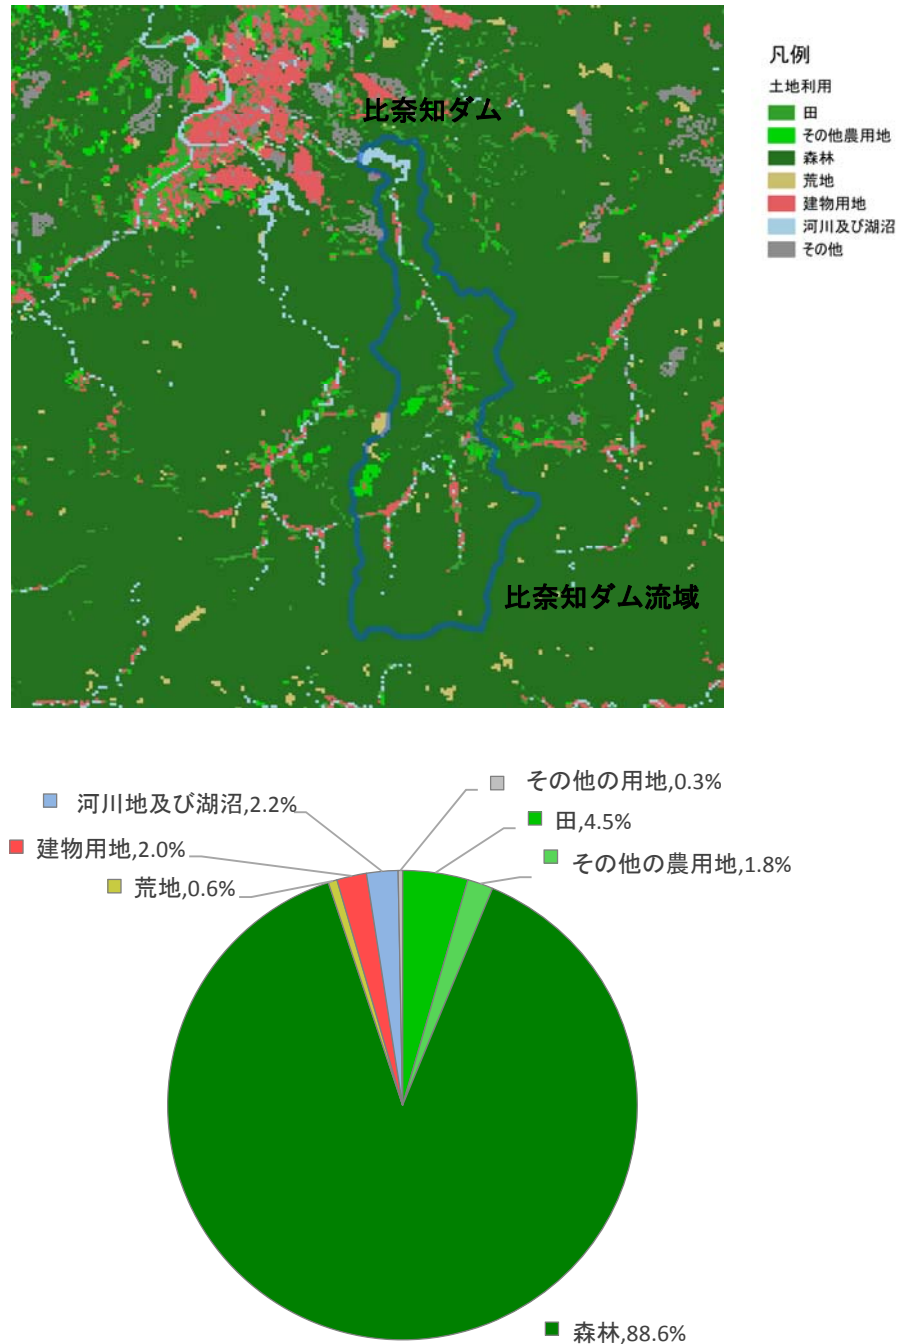 凡例
土地利用
田
その他農用地
森林
荒地
建物用地
河川及び湖沼
その他
比奈知ダム
比奈知ダム流域
その他の用地,0.3%
河川地及び湖沼,2.2%
田,4.5%
建物用地,2.0%
その他の農用地,1.8%
荒地,0.6%
森林,88.6%